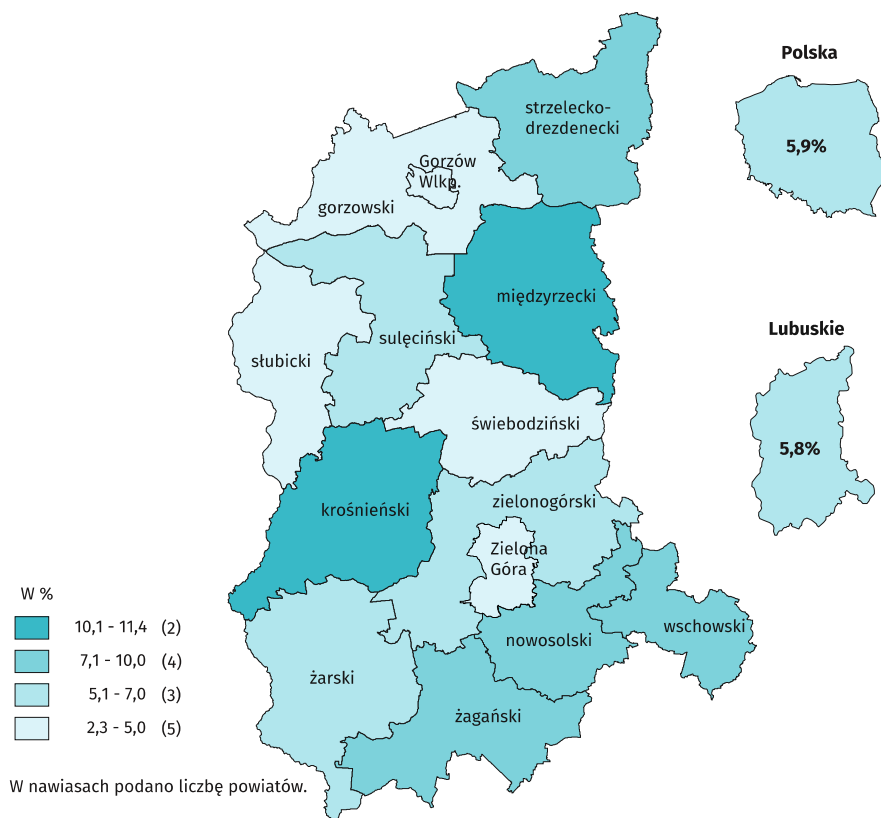 Polska
5,9%
strzelecko-
drezdenecki
Gorzów
Wlkp.
gorzowski
międzyrzecki
Lubuskie
5,8%
sulęciński
słubicki
świebodziński
zielonogórski
krośnieński
Zielona
Góra
nowosolski
wschowski
żarski
żagański
W %
10,1 - 11,4 (2)
7,1 - 10,0 (4)
5,1 - 7,0 (3)
2,3 - 5,0 (5)
W nawiasach podano liczbę powiatów.